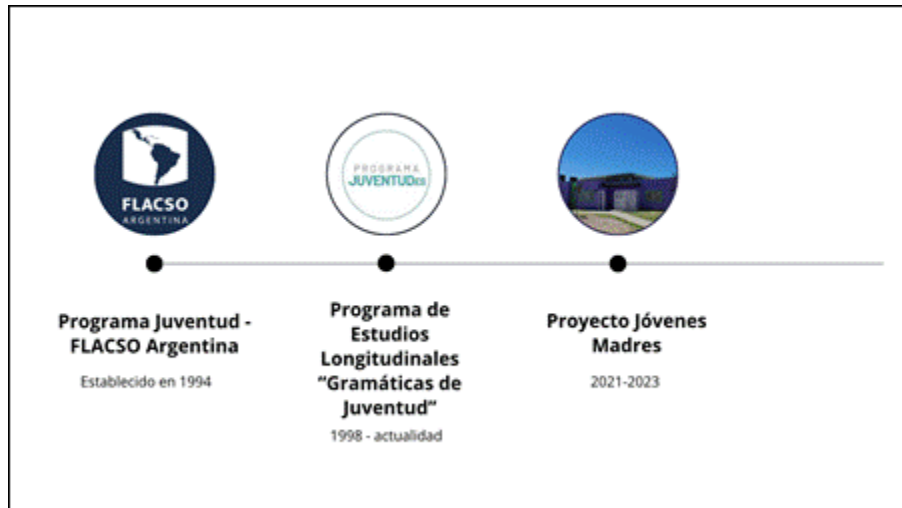 FLACSO
ARGENTINA
PROGRAMA
JUVENTUDES
Programa Juventud -
FLACSO Argentina
Establecido en 1994
Programa de
Estudios
Longitudinales
“Gramáticas de
Juventud”
1998 - actualidad
Proyecto Jóvenes
Madres
2021-2023